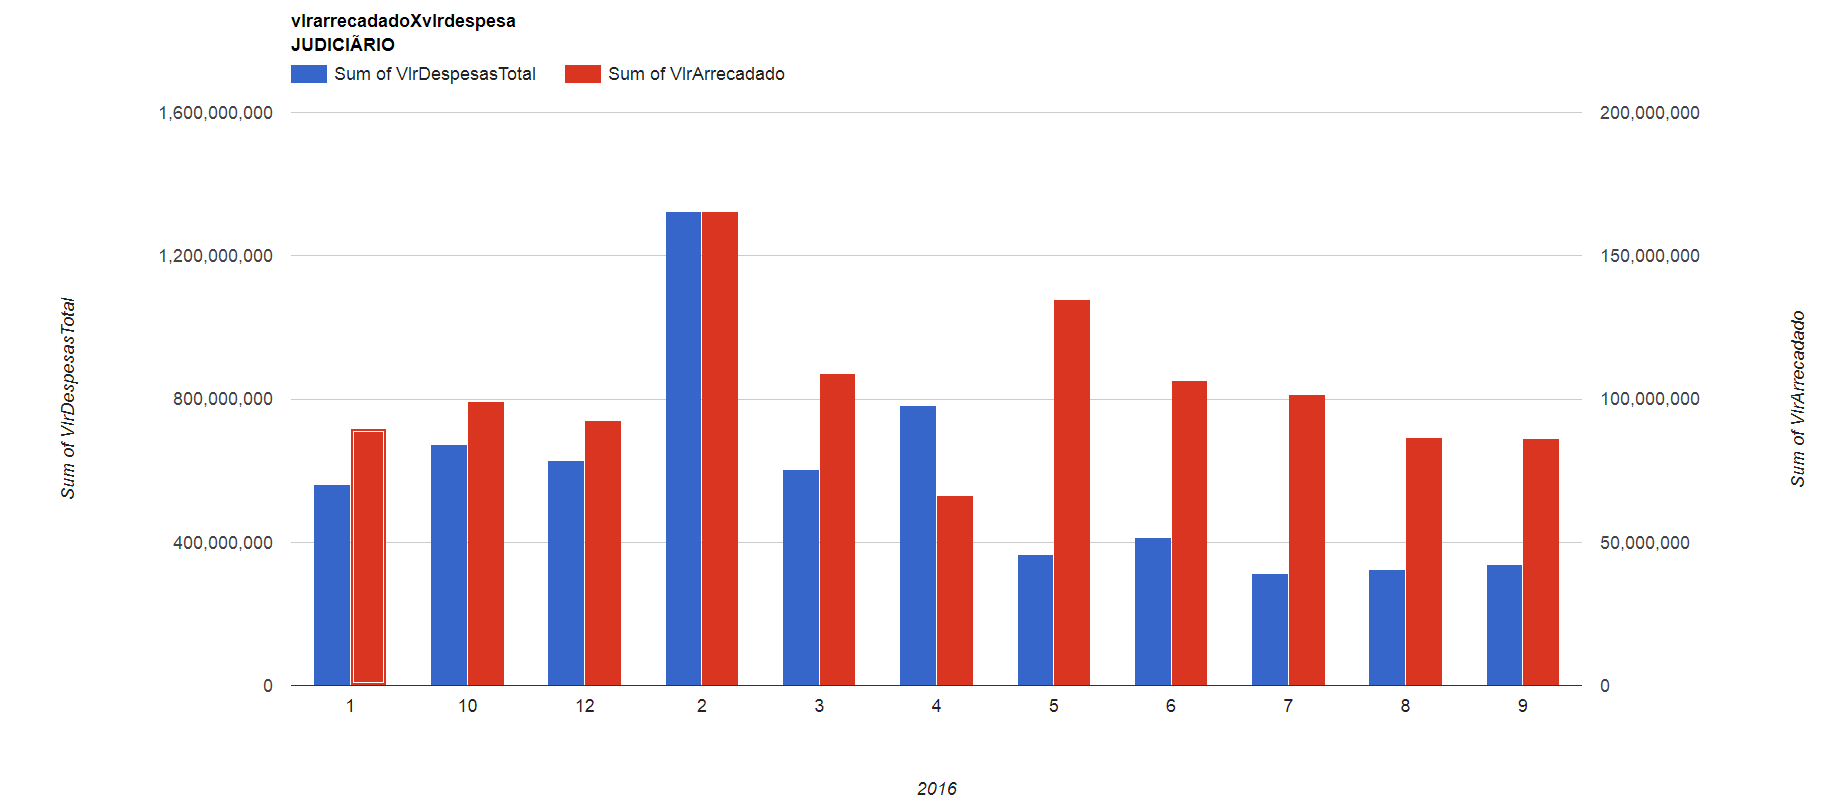 vlrarrecadadoXvlrdespesa
JUDICIÃRIO
Sum of VlrDespesasTotal
Sum of VlrArrecadado
1,600,000,000
200,000,000
1,200,000,000
150,000,000
800,000,000
100,000,000
400,000,000
50,000,000
0
0
Sum of VlrDespesasTotal
Sum of VlrArrecadado
1 10 12 2 3 4 5 6 7 8 9
2016